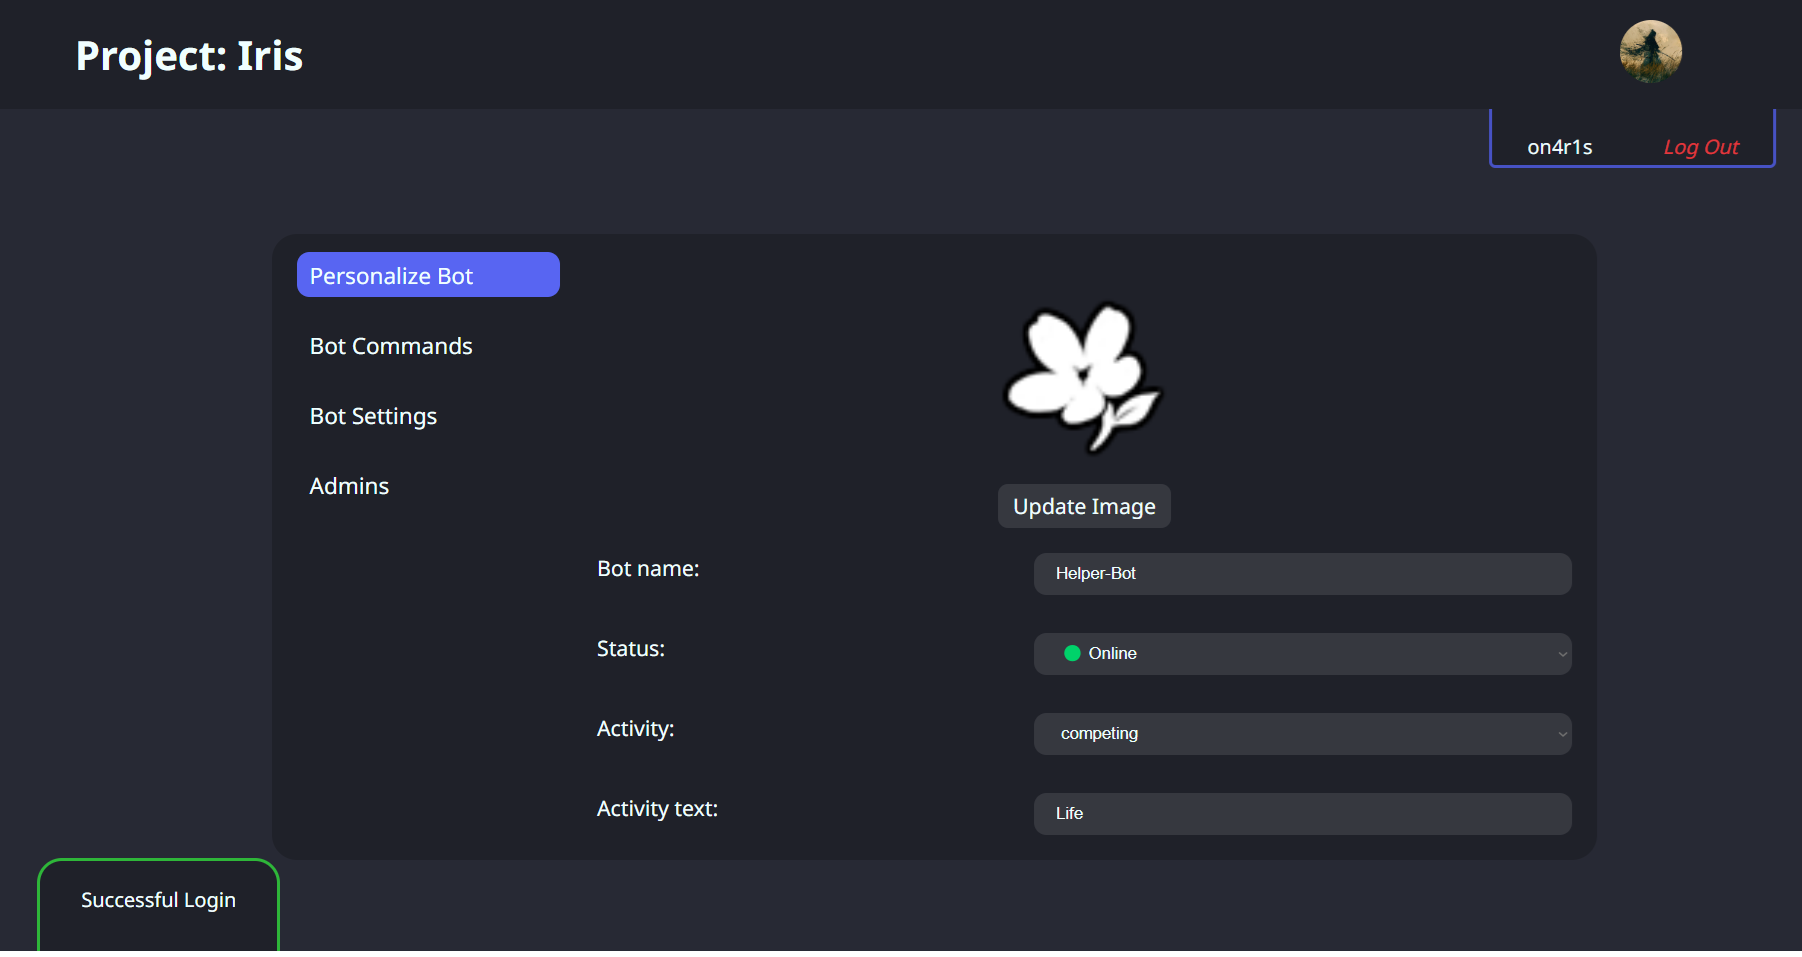 Project: Iris
on4r1s
Log Out
Personalize Bot
Bot Commands
Bot Settings
Admins
Update Image
Bot name:
Helper-Bot
Status:
Online
Activity:
competing
Activity text:
Life
Successful Login